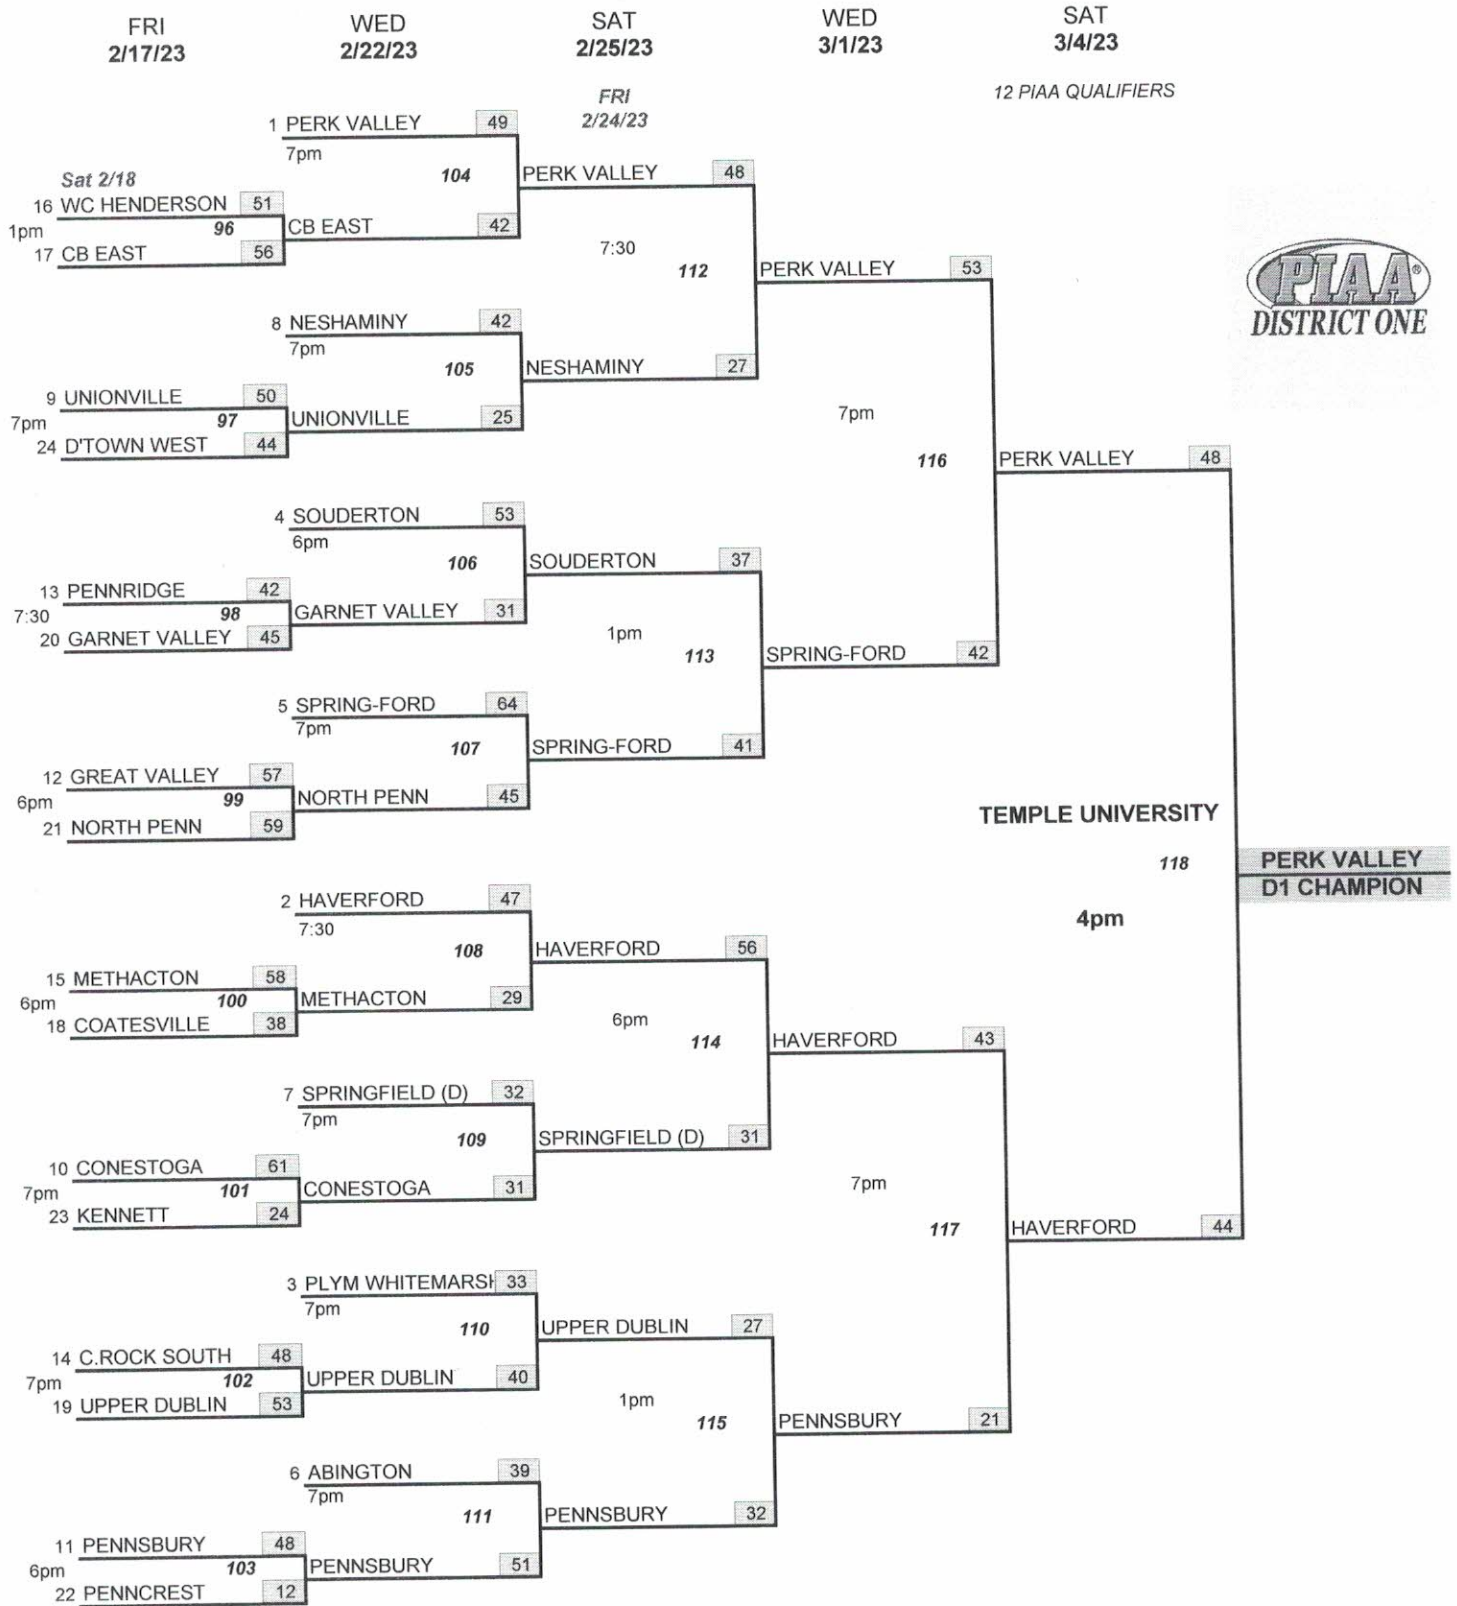 FRI
2/17/23
WED
2/22/23
SAT
2/25/23
WED
3/1/23
SAT
3/4/23
FRI
2/24/23
12 PIAA QUALIFIERS
1 PERK VALLEY 49
7pm
104
PERK VALLEY 48
Sat 2/18
16 WC HENDERSON 51
1pm
96
CB EAST 42
17 CB EAST 56
7:30
112
PERK VALLEY 53
PIAA®
DISTRICT ONE
8 NESHAMINY 42
7pm
105
NESHAMINY 27
9 UNIONVILLE 50
7pm
97
UNIONVILLE 25
24 D'TOWN WEST 44
7pm
116
PERK VALLEY 48
4 SOUDERTON 53
6pm
106
SOUDERTON 37
13 PENNRIDGE 42
7:30
98
GARNET VALLEY 31
20 GARNET VALLEY 45
1pm
113
SPRING-FORD 42
5 SPRING-FORD 64
7pm
107
SPRING-FORD 41
12 GREAT VALLEY 57
6pm
99
NORTH PENN 45
21 NORTH PENN 59
TEMPLE UNIVERSITY
118
PERK VALLEY
D1 CHAMPION
4pm
2 HAVERFORD 47
7:30
108
HAVERFORD 56
15 METHACTON 58
6pm
100
METHACTON 29
18 COATESVILLE 38
6pm
114
HAVERFORD 43
7 SPRINGFIELD (D) 32
7pm
109
SPRINGFIELD (D) 31
10 CONESTOGA 61
7pm
101
CONESTOGA 31
23 KENNETT 24
7pm
117
HAVERFORD 44
3 PLYM WHITEMARSH 33
7pm
110
UPPER DUBLIN 27
14 C.ROCK SOUTH 48
7pm
102
UPPER DUBLIN 40
19 UPPER DUBLIN 53
1pm
115
PENNSBURY 21
6 ABINGTON 39
7pm
111
PENNSBURY 32
11 PENNSBURY 48
6pm
103
PENNSBURY 51
22 PENNCREST 12